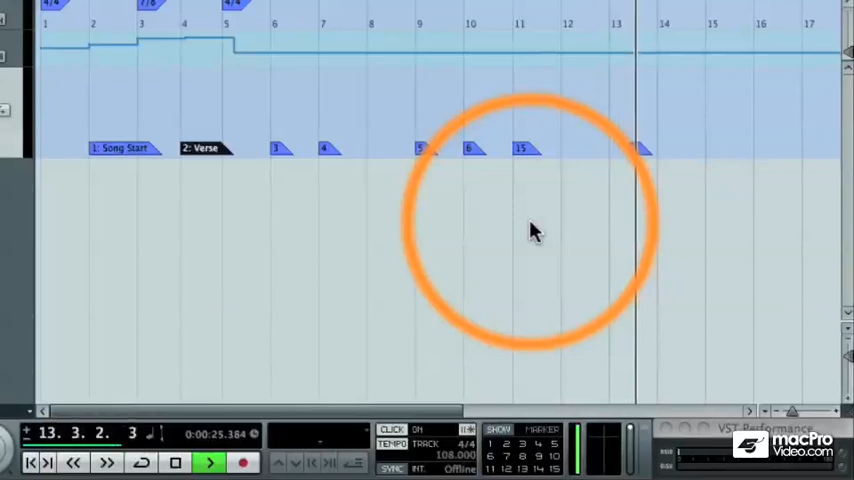 4/4 7/8 4/4
1 2 3 4 5 6 7 8 9 10 11 12 13 14 15 16 17
1: Song Start 2: Verse 3 4 5 6 15
13. 3. 2. 3 0:00:25.384
CLICK ON
TEMPO TRACK 4/4
108.000
SYNC INT. Offline
SHOW MARKER
1 2 3 4 5
6 7 8 9 10
11 12 13 14 15
VST Performance
macPro
Video.com